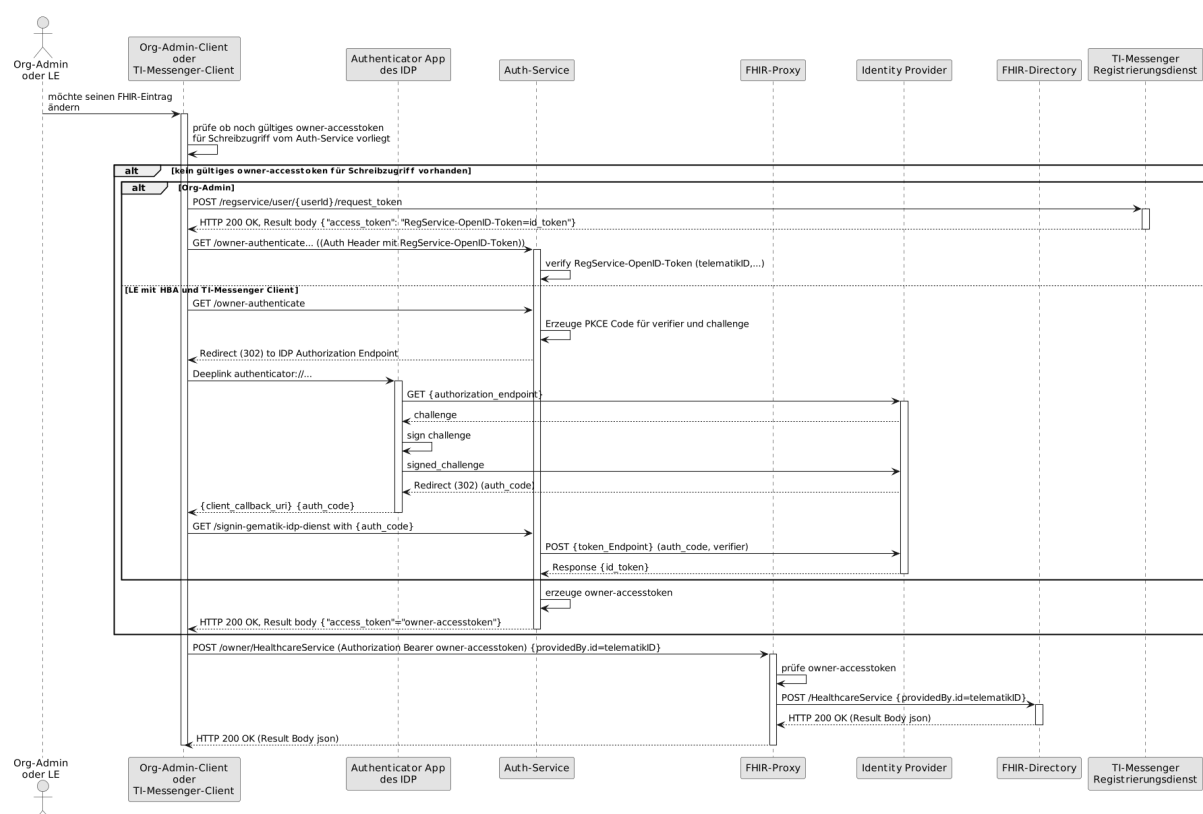 Org-Admin
oder LE
Org-Admin-Client
oder
TI-Messenger-Client
Authenticator App
des IDP
Auth-Service
FHIR-Proxy
Identity Provider
FHIR-Directory
TI-Messenger
Registrierungsdienst
möchte seinen FHIR-Eintrag
ändern
prüfe ob noch gültiges owner-accesstoken
für Schreibzugriff vom Auth-Service vorliegt
alt [kein gültiges owner-accesstoken für Schreibzugriff vorhanden]
alt [Org-Admin]
POST /regservice/user/{userId}/request_token
HTTP 200 OK, Result body {"access_token": "RegService-OpenID-Token=id_token"}
GET /owner-authenticate... ((Auth Header mit RegService-OpenID-Token))
verify RegService-OpenID-Token (telematikID,...)
[LE mit HBA und TI-Messenger Client]
GET /owner-authenticate
Erzeuge PKCE Code für verifier und challenge
Redirect (302) to IDP Authorization Endpoint
Deeplink authenticator://...
GET {authorization_endpoint}
challenge
sign challenge
signed_challenge
Redirect (302) (auth_code)
{client_callback_uri} {auth_code}
GET /signin-gematik-idp-dienst with {auth_code}
POST {token_Endpoint} (auth_code, verifier)
Response {id_token}
erzeuge owner-accesstoken
HTTP 200 OK, Result body {"access_token"="owner-accesstoken"}
POST /owner/HealthcareService (Authorization Bearer owner-accesstoken) {providedBy.id=telematikID}
prüfe owner-accesstoken
POST /HealthcareService {providedBy.id=telematikID}
HTTP 200 OK (Result Body json)
HTTP 200 OK (Result Body json)
Org-Admin
oder LE
Org-Admin-Client
oder
TI-Messenger-Client
Authenticator App
des IDP
Auth-Service
FHIR-Proxy
Identity Provider
FHIR-Directory
TI-Messenger
Registrierungsdienst